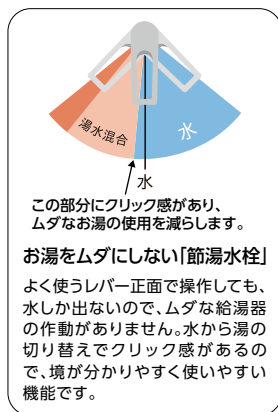 湯水混合
水
水
この部分にクリック感があり、
ムダなお湯の使用を減らします。
お湯をムダにしない「節湯水栓」
よく使うレバー正面で操作しても、
水しか出ないので、ムダな給湯器
の作動がありません。水から湯の
切り替えでクリック感があるの
で、境が分かりやすく使いやすい
機能です。